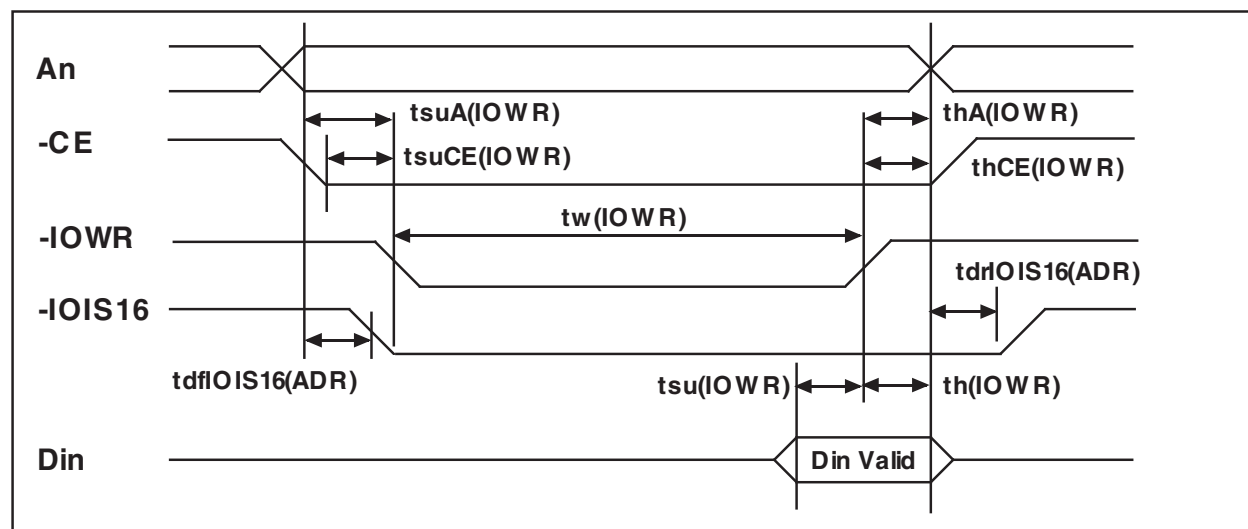 An
tsuA(IOWR)
thA(IOWR)
-CE
tsuCE(IOWR)
thCE(IOWR)
tw(IOWR)
-IOWR
tdrIOIS16(ADR)
-IOIS16
tdfIOIS16(ADR)
tsu(IOWR)
th(IOWR)
Din
Din Valid